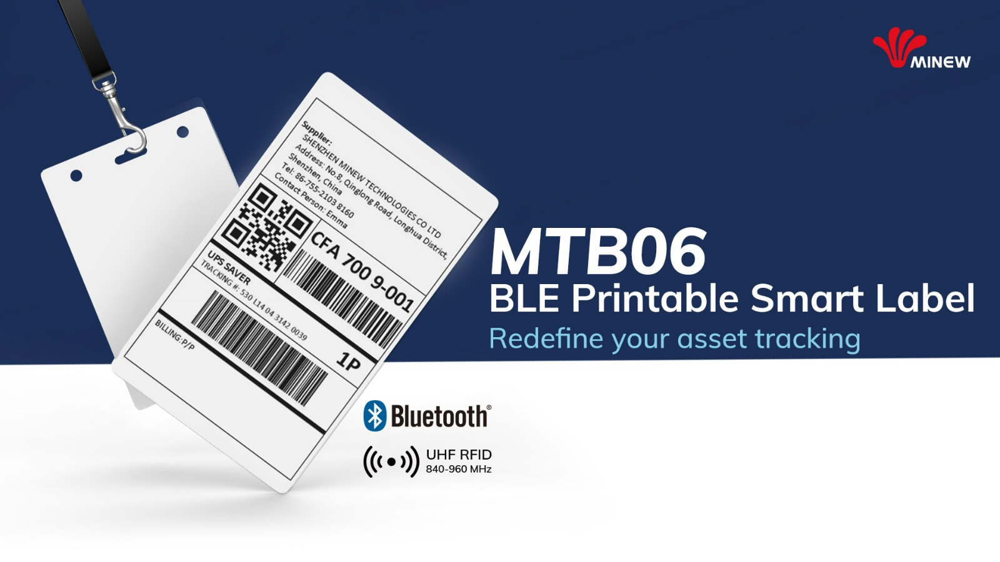 MINEW
Supplier:
SHENZHEN MINEW TECHNOLOGIES CO LTD
Address: No.8, Qinglong Road, Longhua District,
Shenzhen, China
Tel: 86-755-2103 8160
Contact Person: Emma
CFA 700 9-001
UPS SAVER
TRACKING #: 530 L14 04 3142 0039
1P
BILLING:P/P
MTB06
BLE Printable Smart Label
Redefine your asset tracking
Bluetooth®
UHF RFID
840-960 MHz